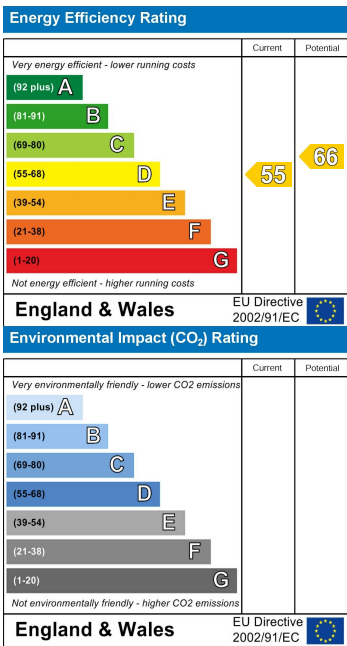 Energy Efficiency Rating
Current Potential
Very energy efficient - lower running costs
(92 plus) A
(81-91) B
(69-80) C
(55-68) D
(39-54) E
(21-38) F
(1-20) G
55
66
Not energy efficient - higher running costs
England & Wales
EU Directive
2002/91/EC
Environmental Impact (CO₂) Rating
Current Potential
Very environmentally friendly - lower CO2 emissions
(92 plus) A
(81-91) B
(69-80) C
(55-68) D
(39-54) E
(21-38) F
(1-20) G
Not environmentally friendly - higher CO2 emissions
England & Wales
EU Directive
2002/91/EC